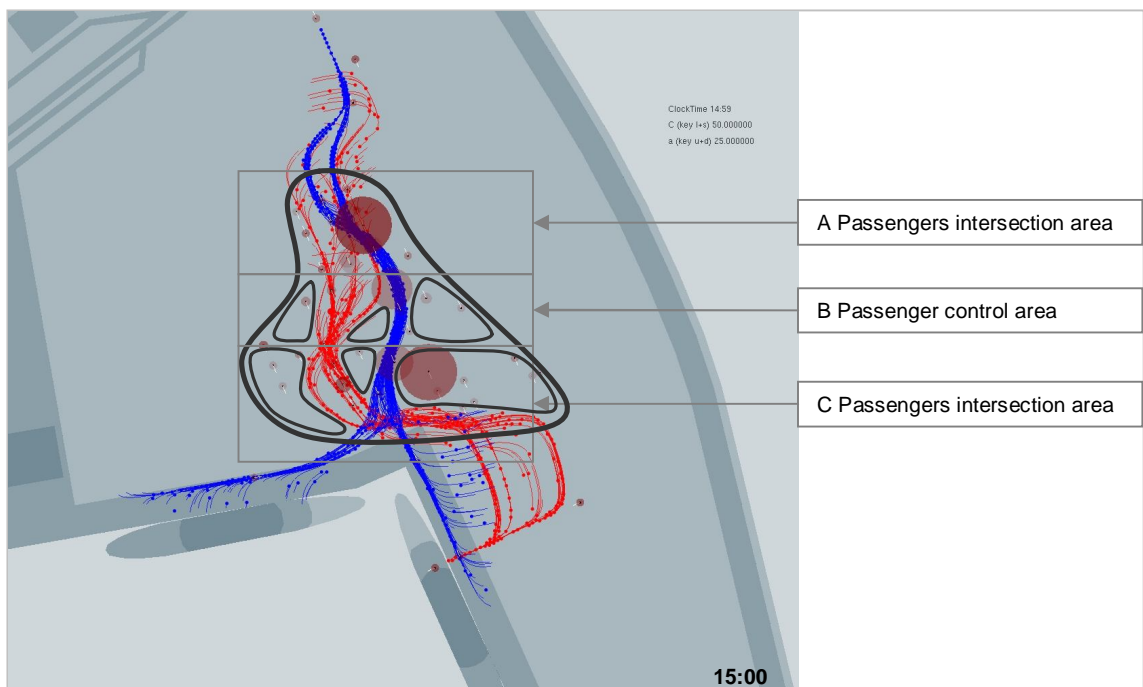 ClockTime 14:59
C (key l+s) 50.000000
a (key u+d) 25.000000
A Passengers intersection area
B Passenger control area
C Passengers intersection area
15:00